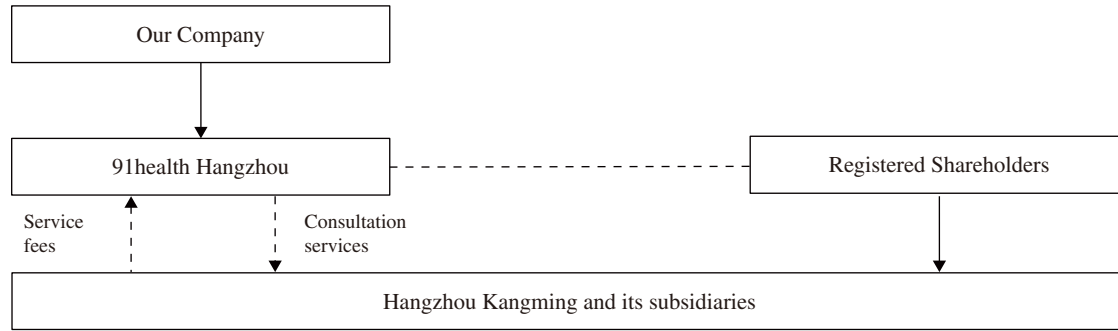 Our Company
91health Hangzhou
Registered Shareholders
Service
fees
Consultation
services
Hangzhou Kangming and its subsidiaries